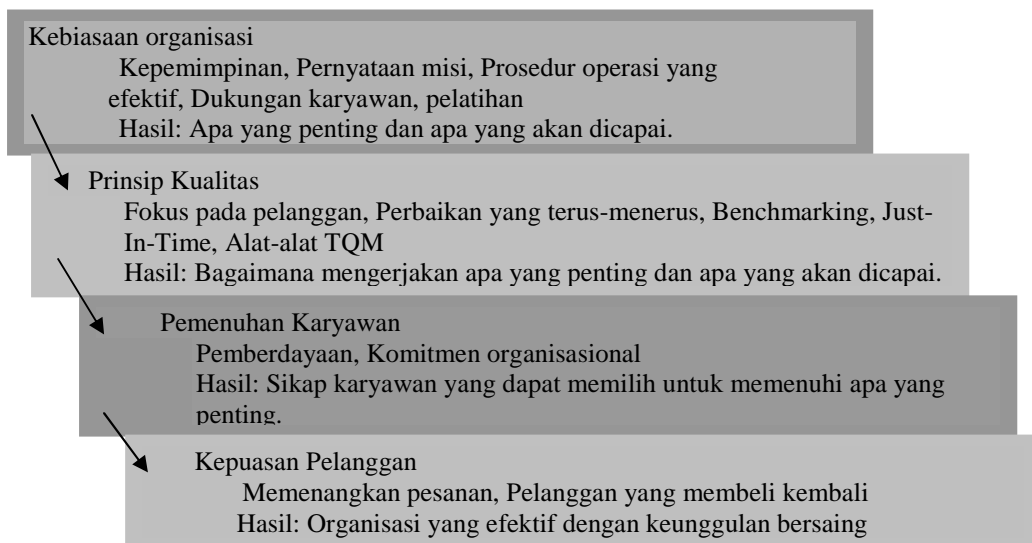 Kebiasaan organisasi
Kepemimpinan, Pernyataan misi, Prosedur operasi yang
efektif, Dukungan karyawan, pelatihan
Hasil: Apa yang penting dan apa yang akan dicapai.
Prinsip Kualitas
Fokus pada pelanggan, Perbaikan yang terus-menerus, Benchmarking, Just-
In-Time, Alat-alat TQM
Hasil: Bagaimana mengerjakan apa yang penting dan apa yang akan dicapai.
Pemenuhan Karyawan
Pemberdayaan, Komitmen organisasional
Hasil: Sikap karyawan yang dapat memilih untuk memenuhi apa yang
penting.
Kepuasan Pelanggan
Memenangkan pesanan, Pelanggan yang membeli kembali
Hasil: Organisasi yang efektif dengan keunggulan bersaing